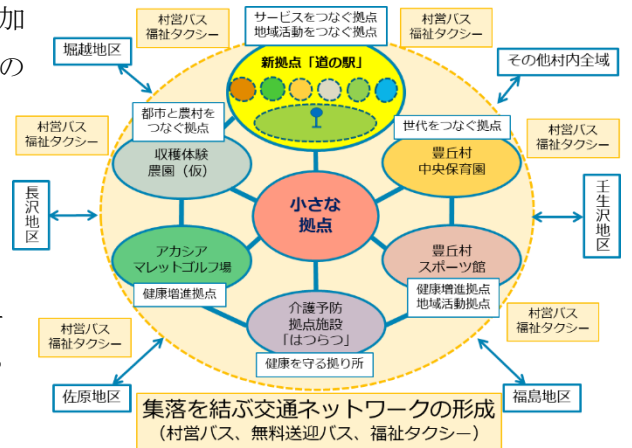 加
の
サービスをつなぐ拠点
地域活動をつなぐ拠点
村営バス
福祉タクシー
村営バス
福祉タクシー
堀越地区
新拠点「道の駅」
その他村内全域
都市と農村を
つなぐ拠点
世代をつなぐ拠点
村営バス
福祉タクシー
村営バス
福祉タクシー
収穫体験
農園（仮）
豊丘村
中央保育園
小さな
拠点
長沢地区
壬生沢地区
アカシア
マレットゴルフ場
豊丘村
スポーツ館
健康増進拠点
健康増進拠点
地域活動拠点
介護予防
拠点施設
「はつらつ」
村営バス
福祉タクシー
村営バス
福祉タクシー
健康を守る拠り所
佐原地区
福島地区
集落を結ぶ交通ネットワークの形成
（村営バス、無料送迎バス、福祉タクシー）